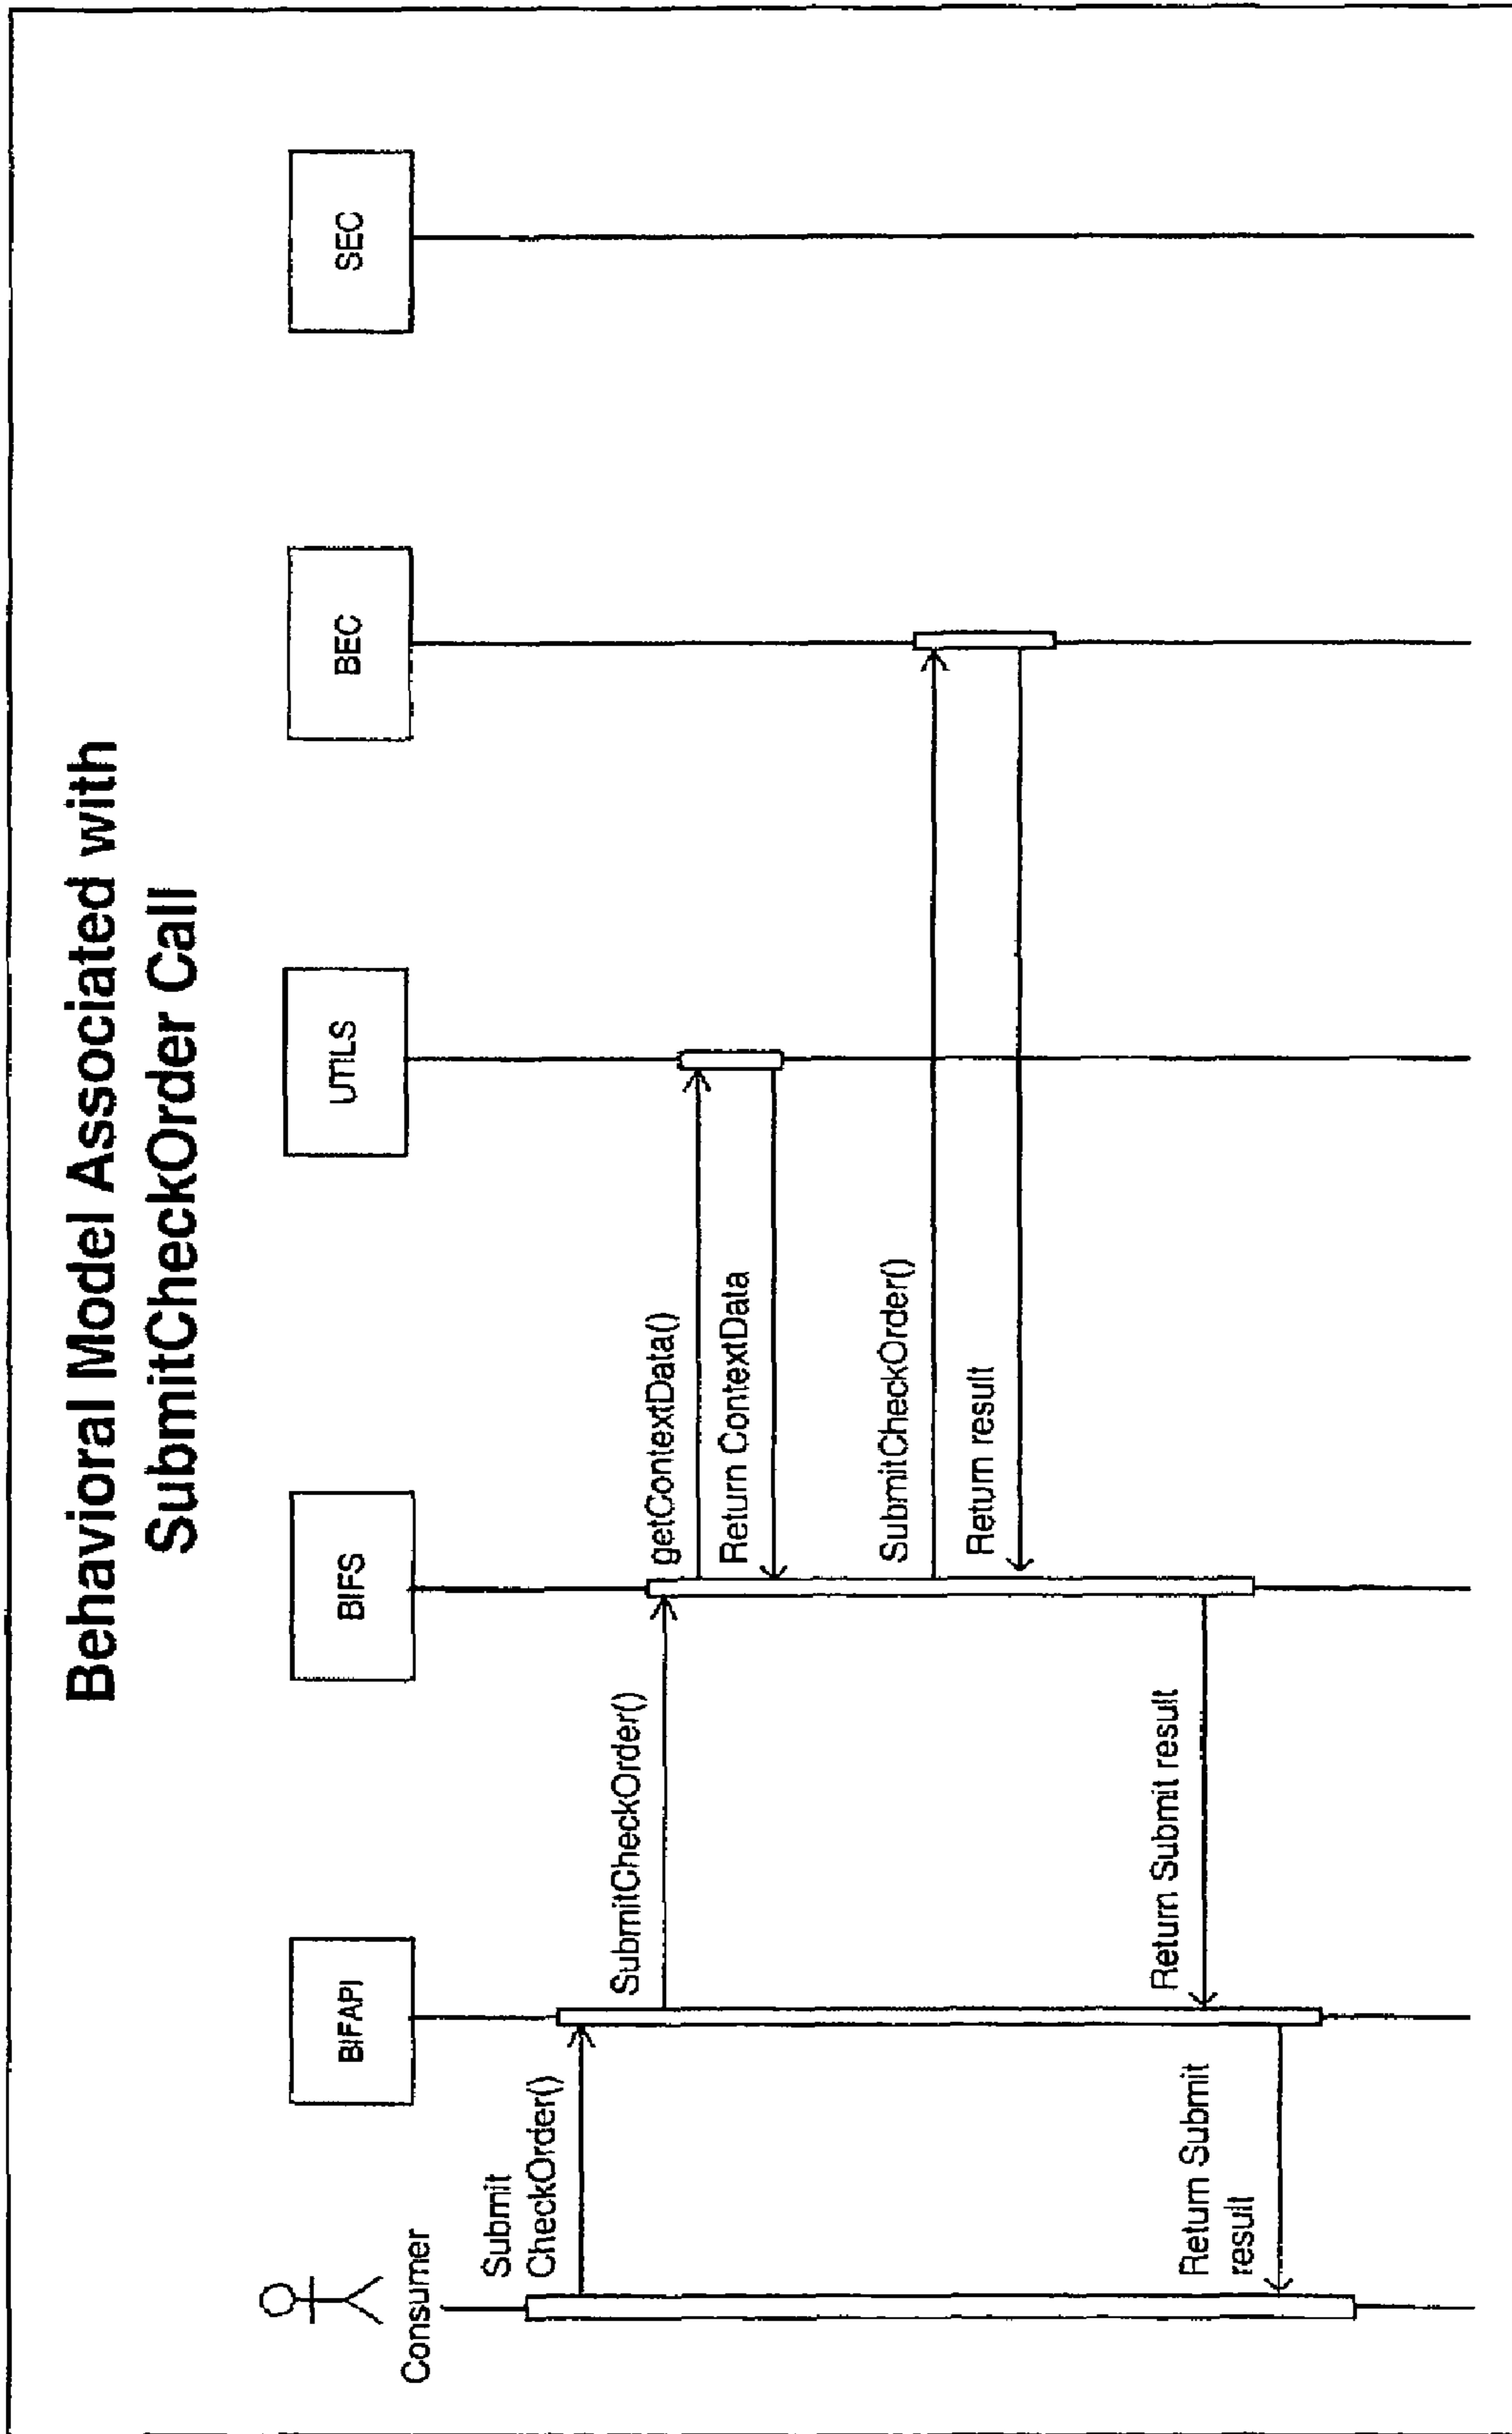 Behavioral Model Associated with
SubmitCheckOrder Call
Consumer
BIFAPI
BIFS
UTILS
BEC
SEC
Submit
CheckOrder()
SubmitCheckOrder()
getContextData()
Return ContextData
SubmitCheckOrder()
Return result
Return Submit result
Return Submit
result